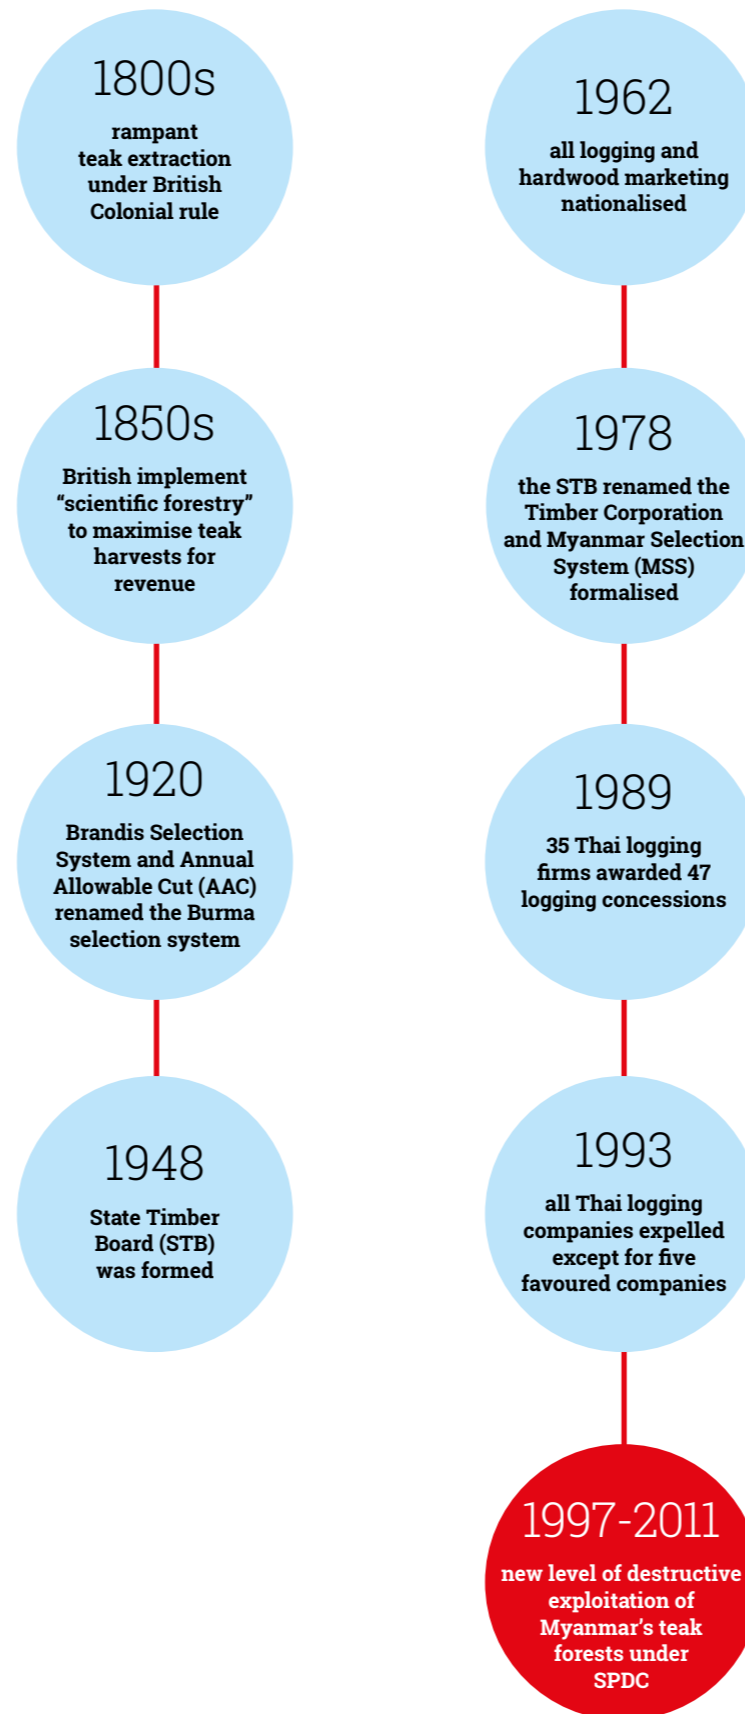 1800s
rampant
teak extraction
under British
Colonial rule
1850s
British implement
“scientific forestry”
to maximise teak
harvests for
revenue
1920
Brandis Selection
System and Annual
Allowable Cut (AAC)
renamed the Burma
selection system
1948
State Timber
Board (STB)
was formed
1962
all logging and
hardwood marketing
nationalised
1978
the STB renamed the
Timber Corporation
and Myanmar Selection
System (MSS)
formalised
1989
35 Thai logging
firms awarded 47
logging concessions
1993
all Thai logging
companies expelled
except for five
favoured companies
1997-2011
new level of destructive
exploitation of
Myanmar’s teak
forests under
SPDC